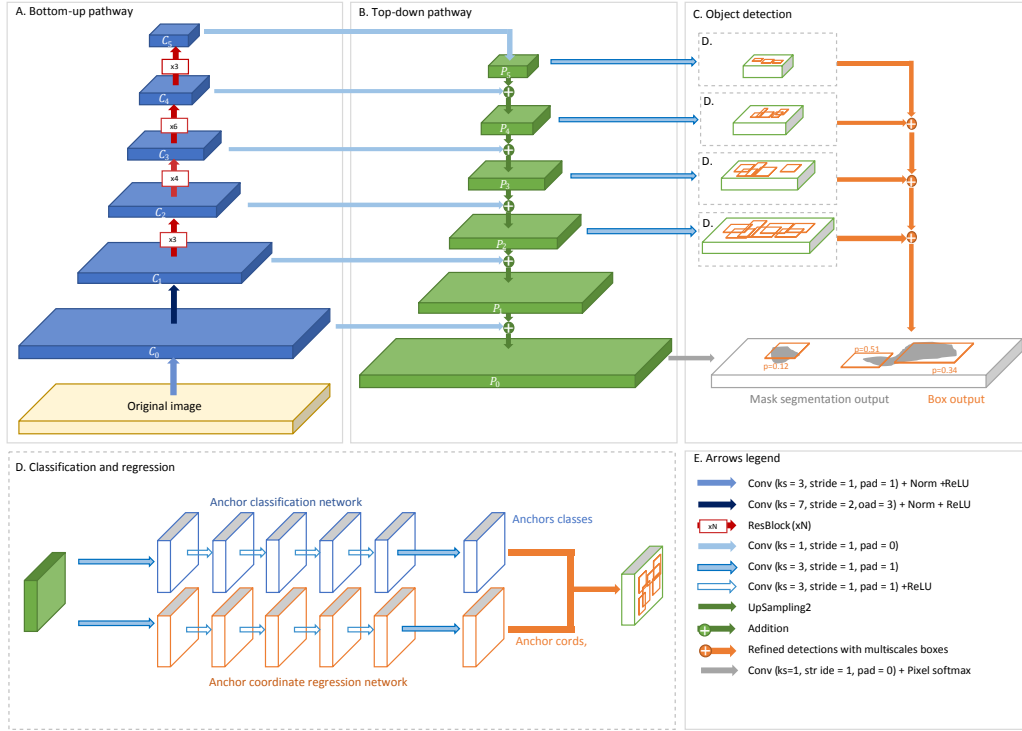 A. Bottom-up pathway
C₅
x3
C₄
x6
C₃
x4
C₂
x3
C₁
C₀
Original image
B. Top-down pathway
P₅
P₄
P₃
P₂
P₁
P₀
C. Object detection
D.
D.
D.
D.
p=0.12
p=0.51
p=0.34
Mask segmentation output
Box output
D. Classification and regression
Anchor classification network
Anchors classes
Anchor cords,
Anchor coordinate regression network
E. Arrows legend
Conv (ks = 3, stride = 1, pad = 1) + Norm +ReLU
Conv (ks = 7, stride = 2, oad = 3) + Norm + ReLU
xN
ResBlock (xN)
Conv (ks = 1, stride = 1, pad = 0)
Conv (ks = 3, stride = 1, pad = 1)
Conv (ks = 3, stride = 1, pad = 1) +ReLU
UpSampling2
Addition
Refined detections with multiscales boxes
Conv (ks=1, str ide = 1, pad = 0) + Pixel softmax